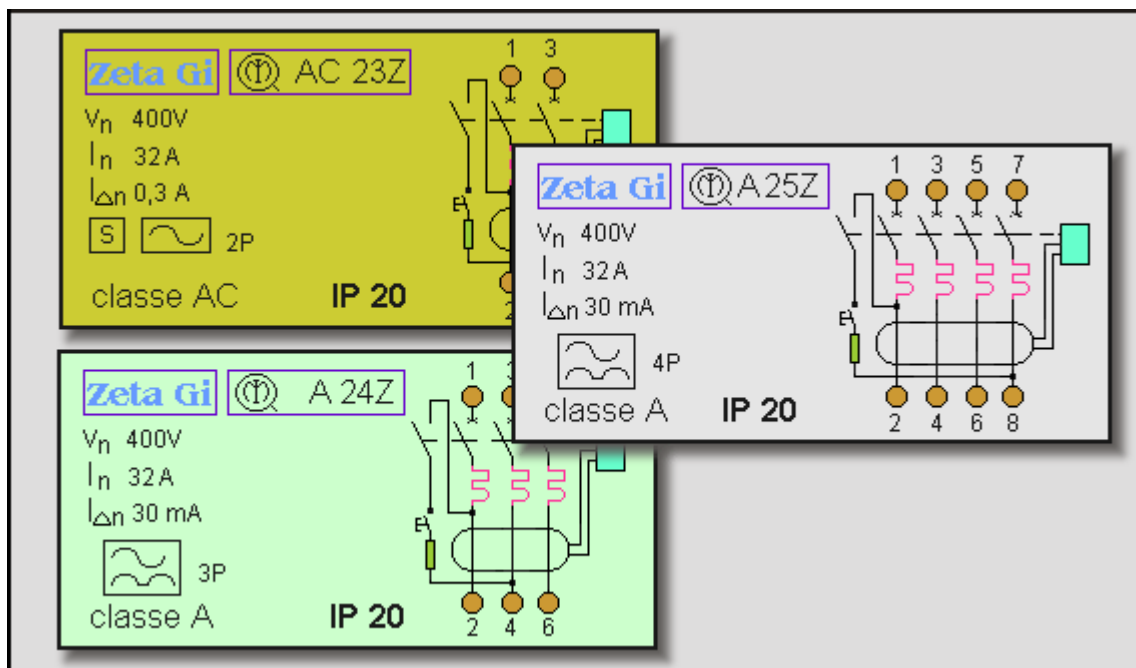 Zeta Gi AC 23Z
1 3
Vn 400V
In 32A
I△n 0,3 A
S 2P
classe AC IP 20
Zeta Gi A 25Z
1 3 5 7
Vn 400V
In 32A
I△n 30 mA
E
4P
classe A IP 20
2 4 6 8
Zeta Gi A 24Z
1
Vn 400V
In 32A
I△n 30 mA
E
3P
classe A IP 20
2 4 6